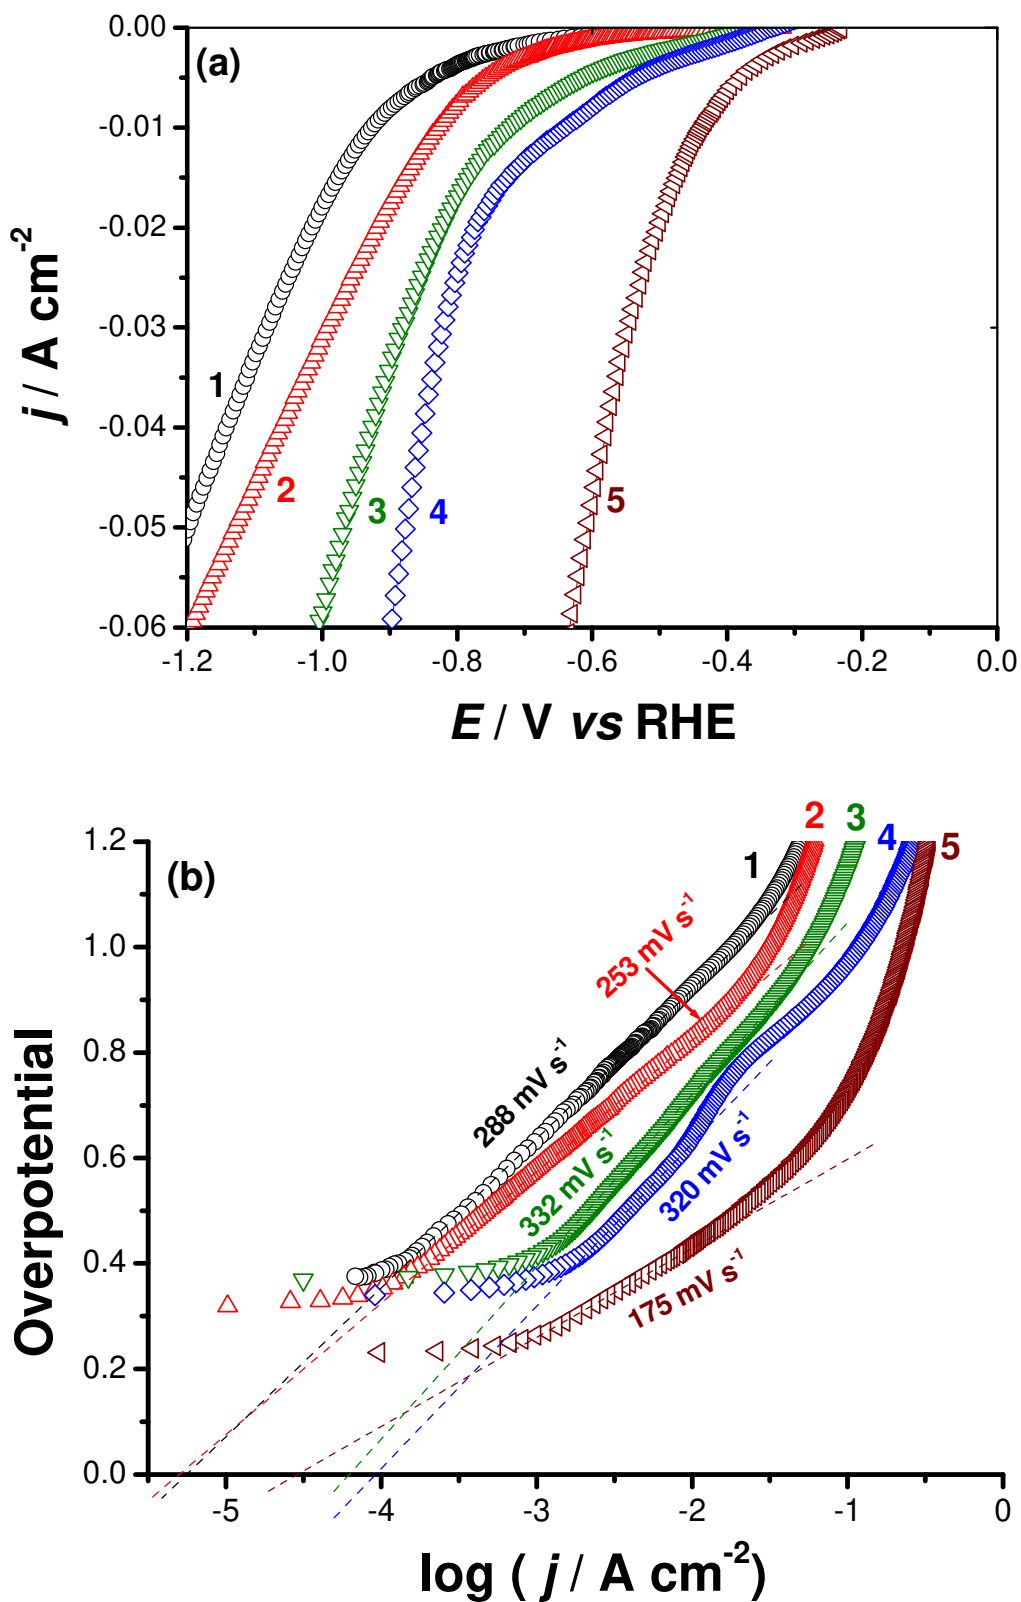 (a)
0.00
-0.01
-0.02
-0.03
-0.04
-0.05
-0.06
j / A cm-2
1
2
3
4
5
-1.2 -1.0 -0.8 -0.6 -0.4 -0.2 0.0
E / V vs RHE
(b)
1.2
1.0
0.8
0.6
0.4
0.2
0.0
Overpotential
1
2
3
4
5
288 mV s-1
253 mV s-1
332 mV s-1
320 mV s-1
175 mV s-1
-5 -4 -3 -2 -1 0
log ( j / A cm-2)